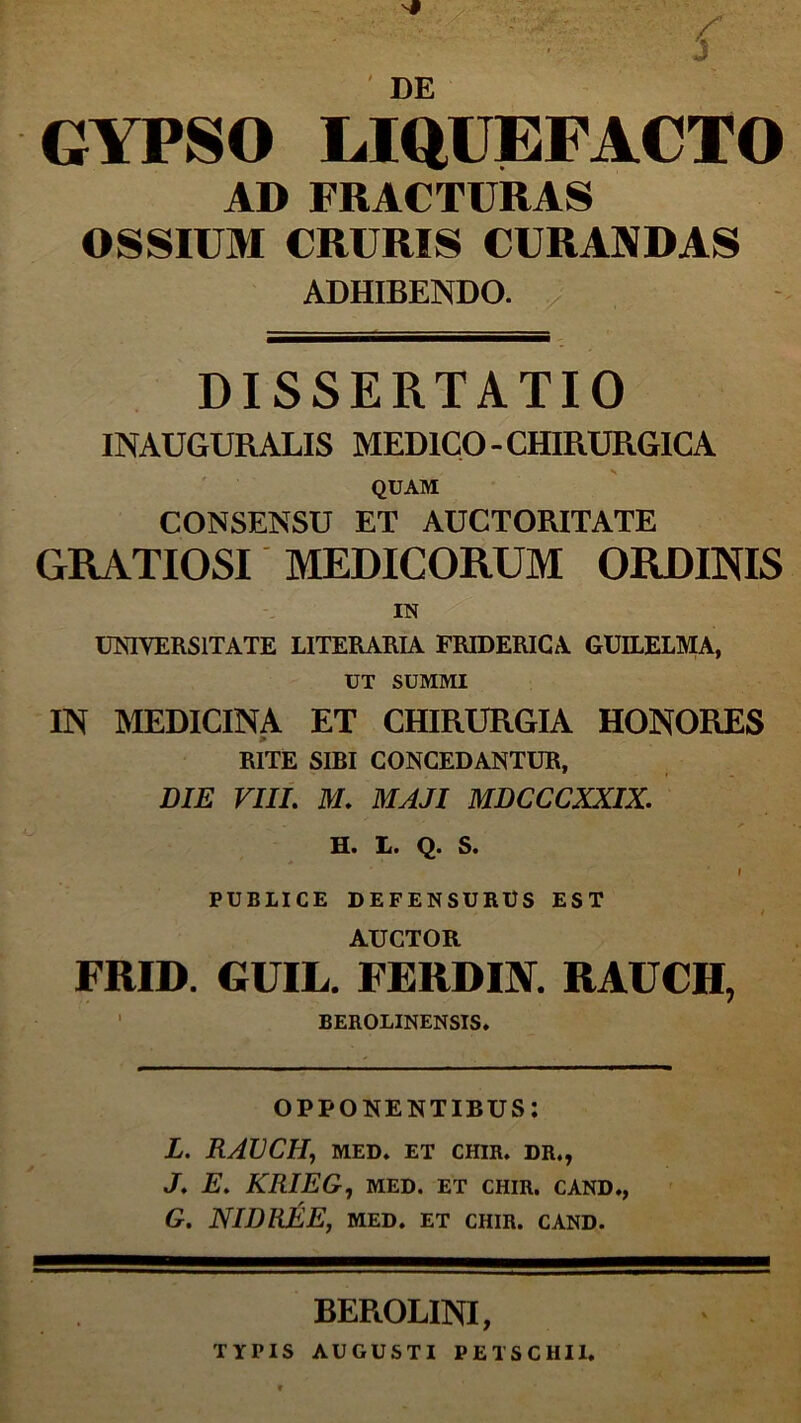 DE
GYPSO LIQUEFACTO
AD FRACTURAS
OSSIUM CRURIS CURANDAS
ADHIBENDO.
DISSERTATIO
INAUGURALIS MEDICO-CHIRURGICA
QUAM
CONSENSU ET AUCTORITATE
GRATIOSI MEDICORUM ORDINIS
IN
UNIVERSITATE LITERARIA FRIDERICA GUILELMA,
UT SUMMI
IN MEDICINA ET CHIRURGIA HONORES
RITE SIBI CONCEDANTUR,
DIE VIII. M. MAJI MDCCCXXIX.
H. L. Q. S.
PUBLICE DEFENSURUS EST
AUCTOR
FRID. GUIL. FERDIN. RAUCH,
BEROLINENSIS.
OPPONENTIBUS:
L. RAUCH, MED. ET CHIR. DR.,
J. E. KRIEG, MED. ET CHIR. CAND.,
G. NIDRÉE, MED. ET CHIR. CAND.
BEROLINI,
TYPIS AUGUSTI PETSCHII.